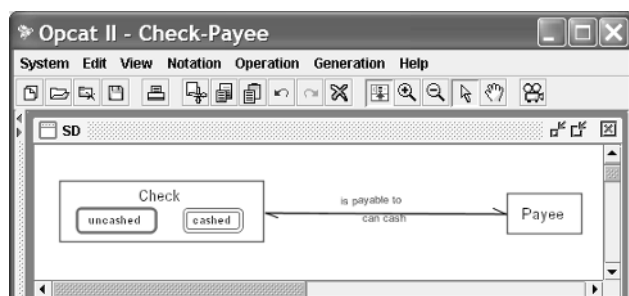 Opcat II - Check-Payee
System Edit View Notation Operation Generation Help
SD
Check
uncashed cashed
is payable to
can cash
Payee